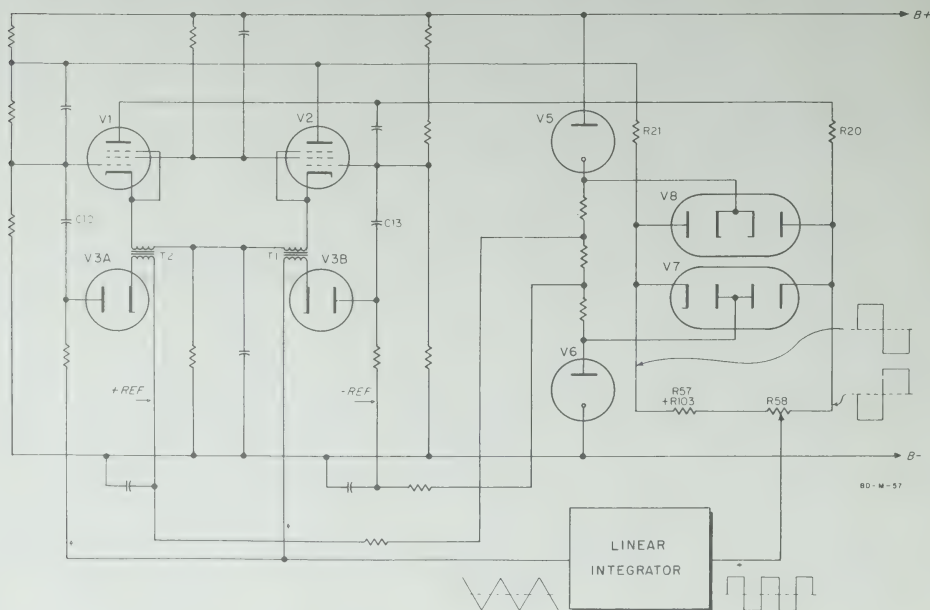 B+
V1
V2
V5
R21
R20
V8
C13
T2
T1
V7
V3A
V3B
V6
+REF
-REF
R57
+R103
R58
B-
BD-M-57
LINEAR
INTEGRATOR